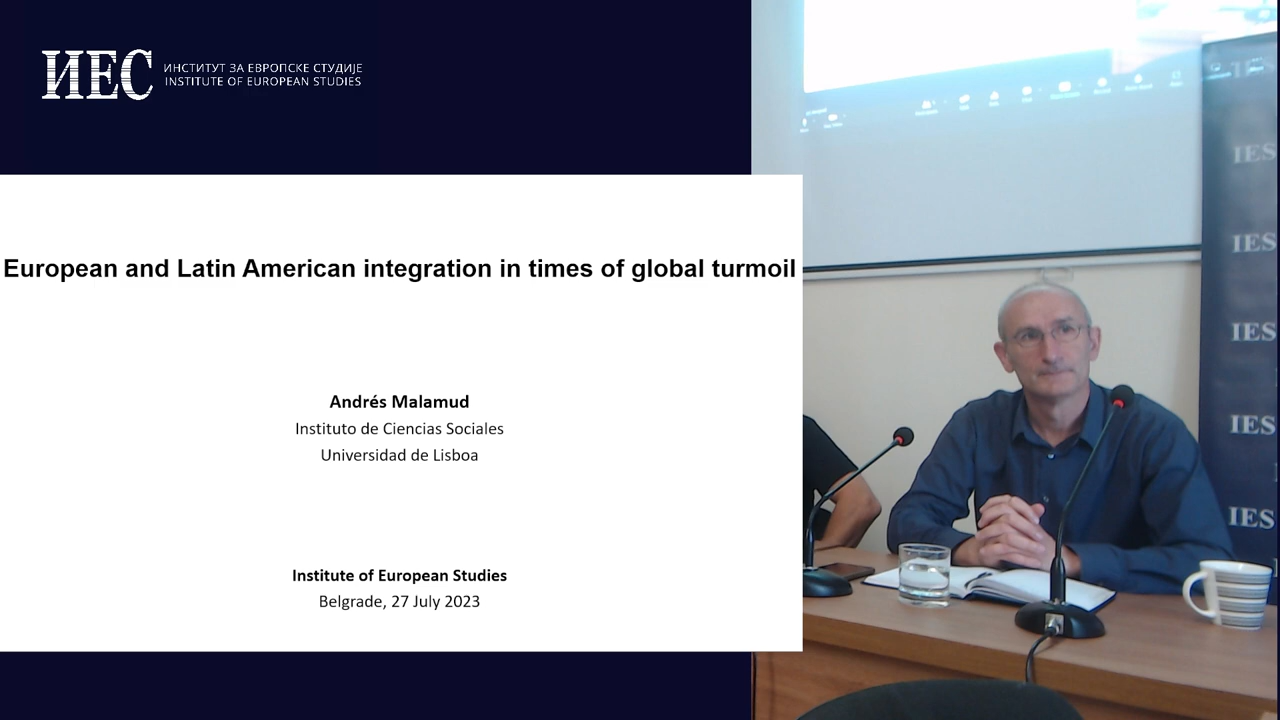 ИЕС
ИНСТИТУТ ЗА ЕВРОПСКЕ СТУДИЈЕ
INSTITUTE OF EUROPEAN STUDIES
European and Latin American integration in times of global turmoil
Andrés Malamud
Instituto de Ciencias Sociales
Universidad de Lisboa
Institute of European Studies
Belgrade, 27 July 2023
IES
IES
IES
IES
IES
IES